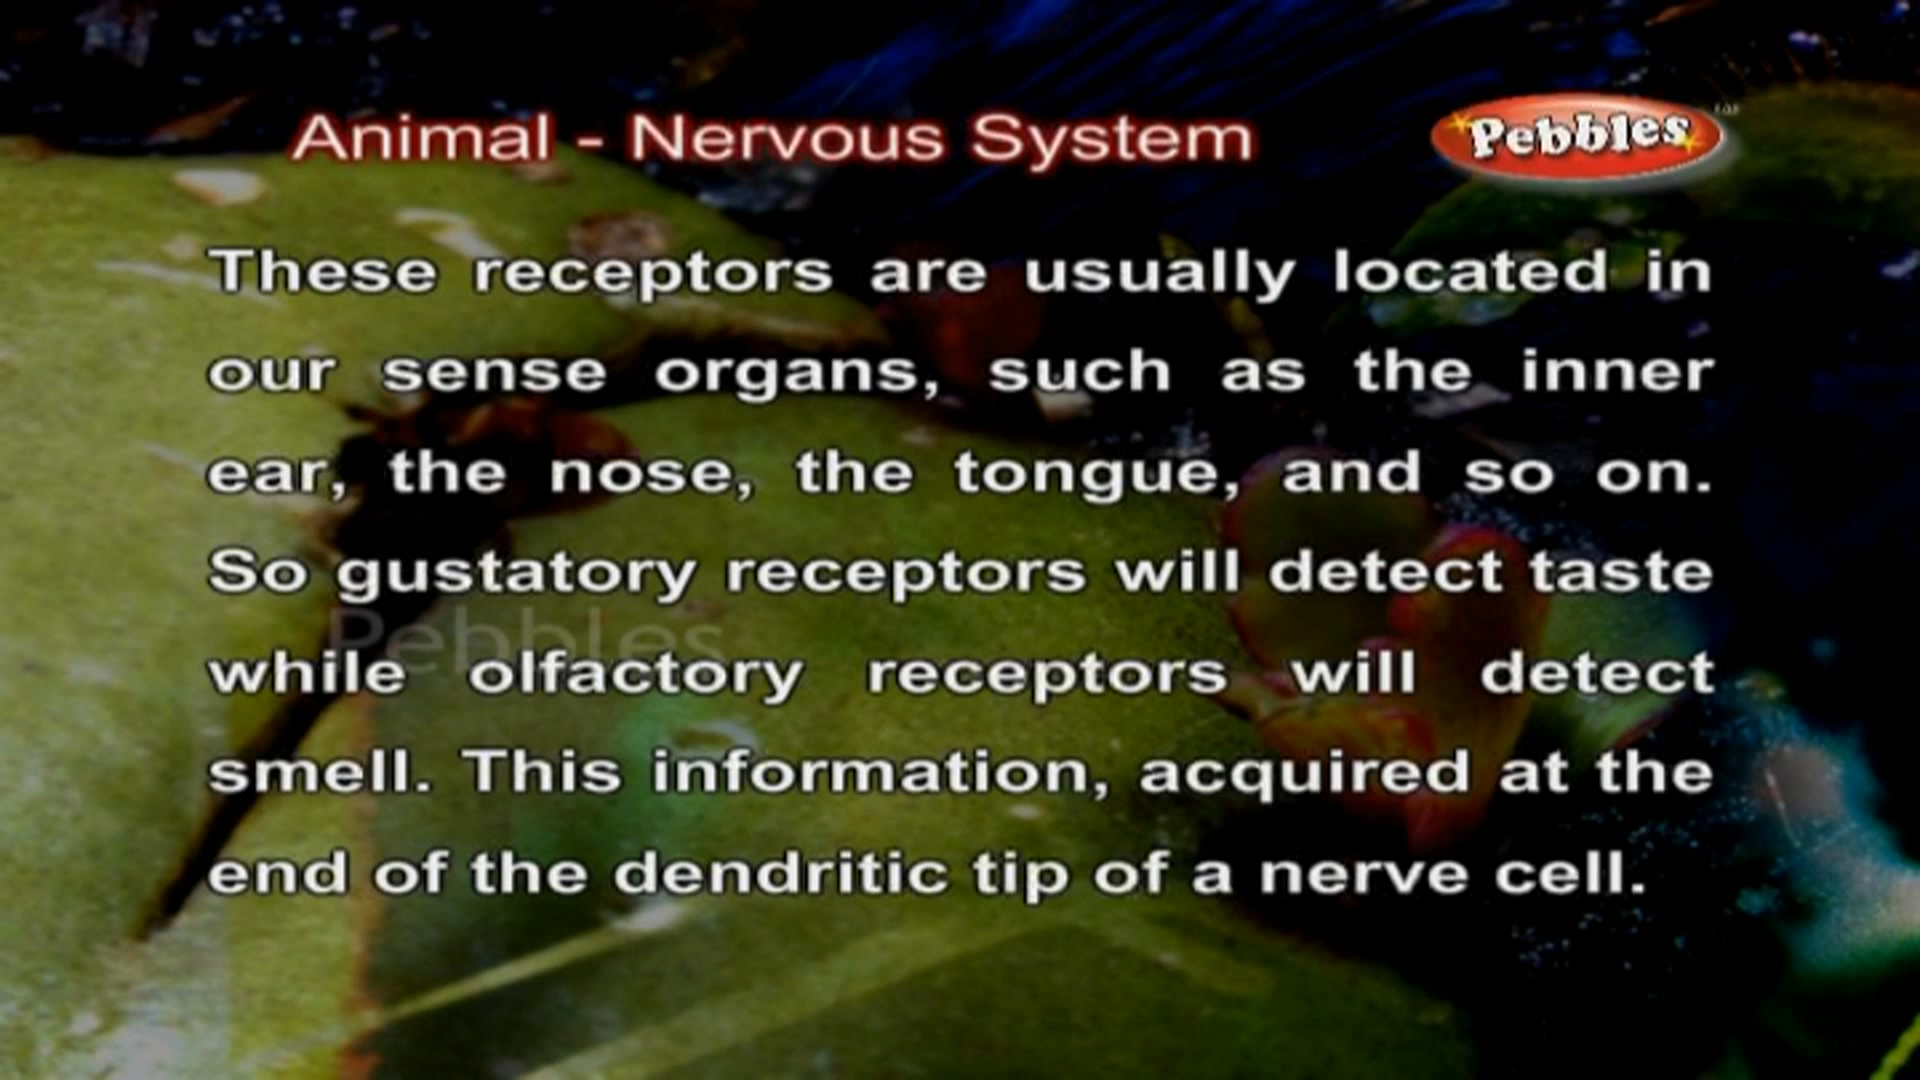 Animal - Nervous System
Pebbles
These receptors are usually located in
our sense organs, such as the inner
ear, the nose, the tongue, and so on.
So gustatory receptors will detect taste
Pebbles
while olfactory receptors will detect
smell. This information, acquired at the
end of the dendritic tip of a nerve cell.